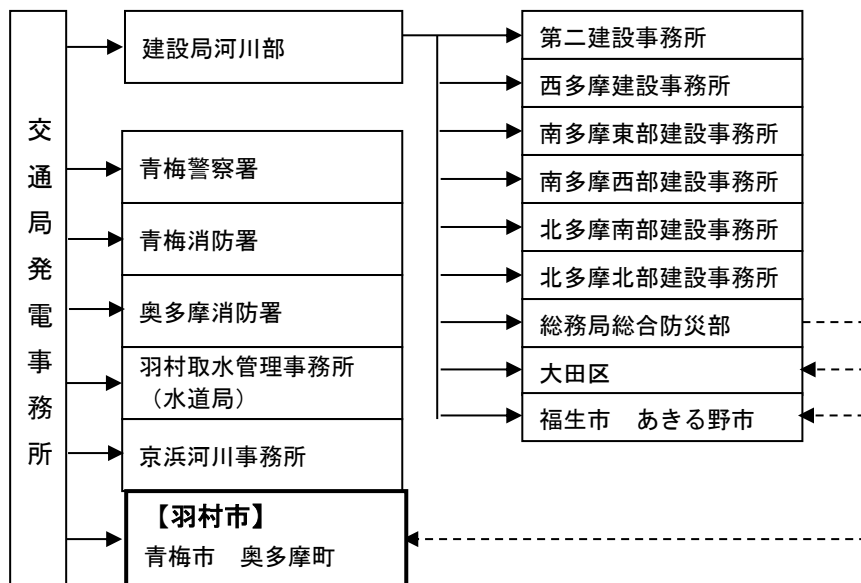 交通局発電事務所
建設局河川部
青梅警察署
青梅消防署
奥多摩消防署
羽村取水管理事務所
（水道局）
京浜河川事務所
【羽村市】
青梅市　奥多摩町
第二建設事務所
西多摩建設事務所
南多摩東部建設事務所
南多摩西部建設事務所
北多摩南部建設事務所
北多摩北部建設事務所
総務局総合防災部
大田区
福生市　あきる野市